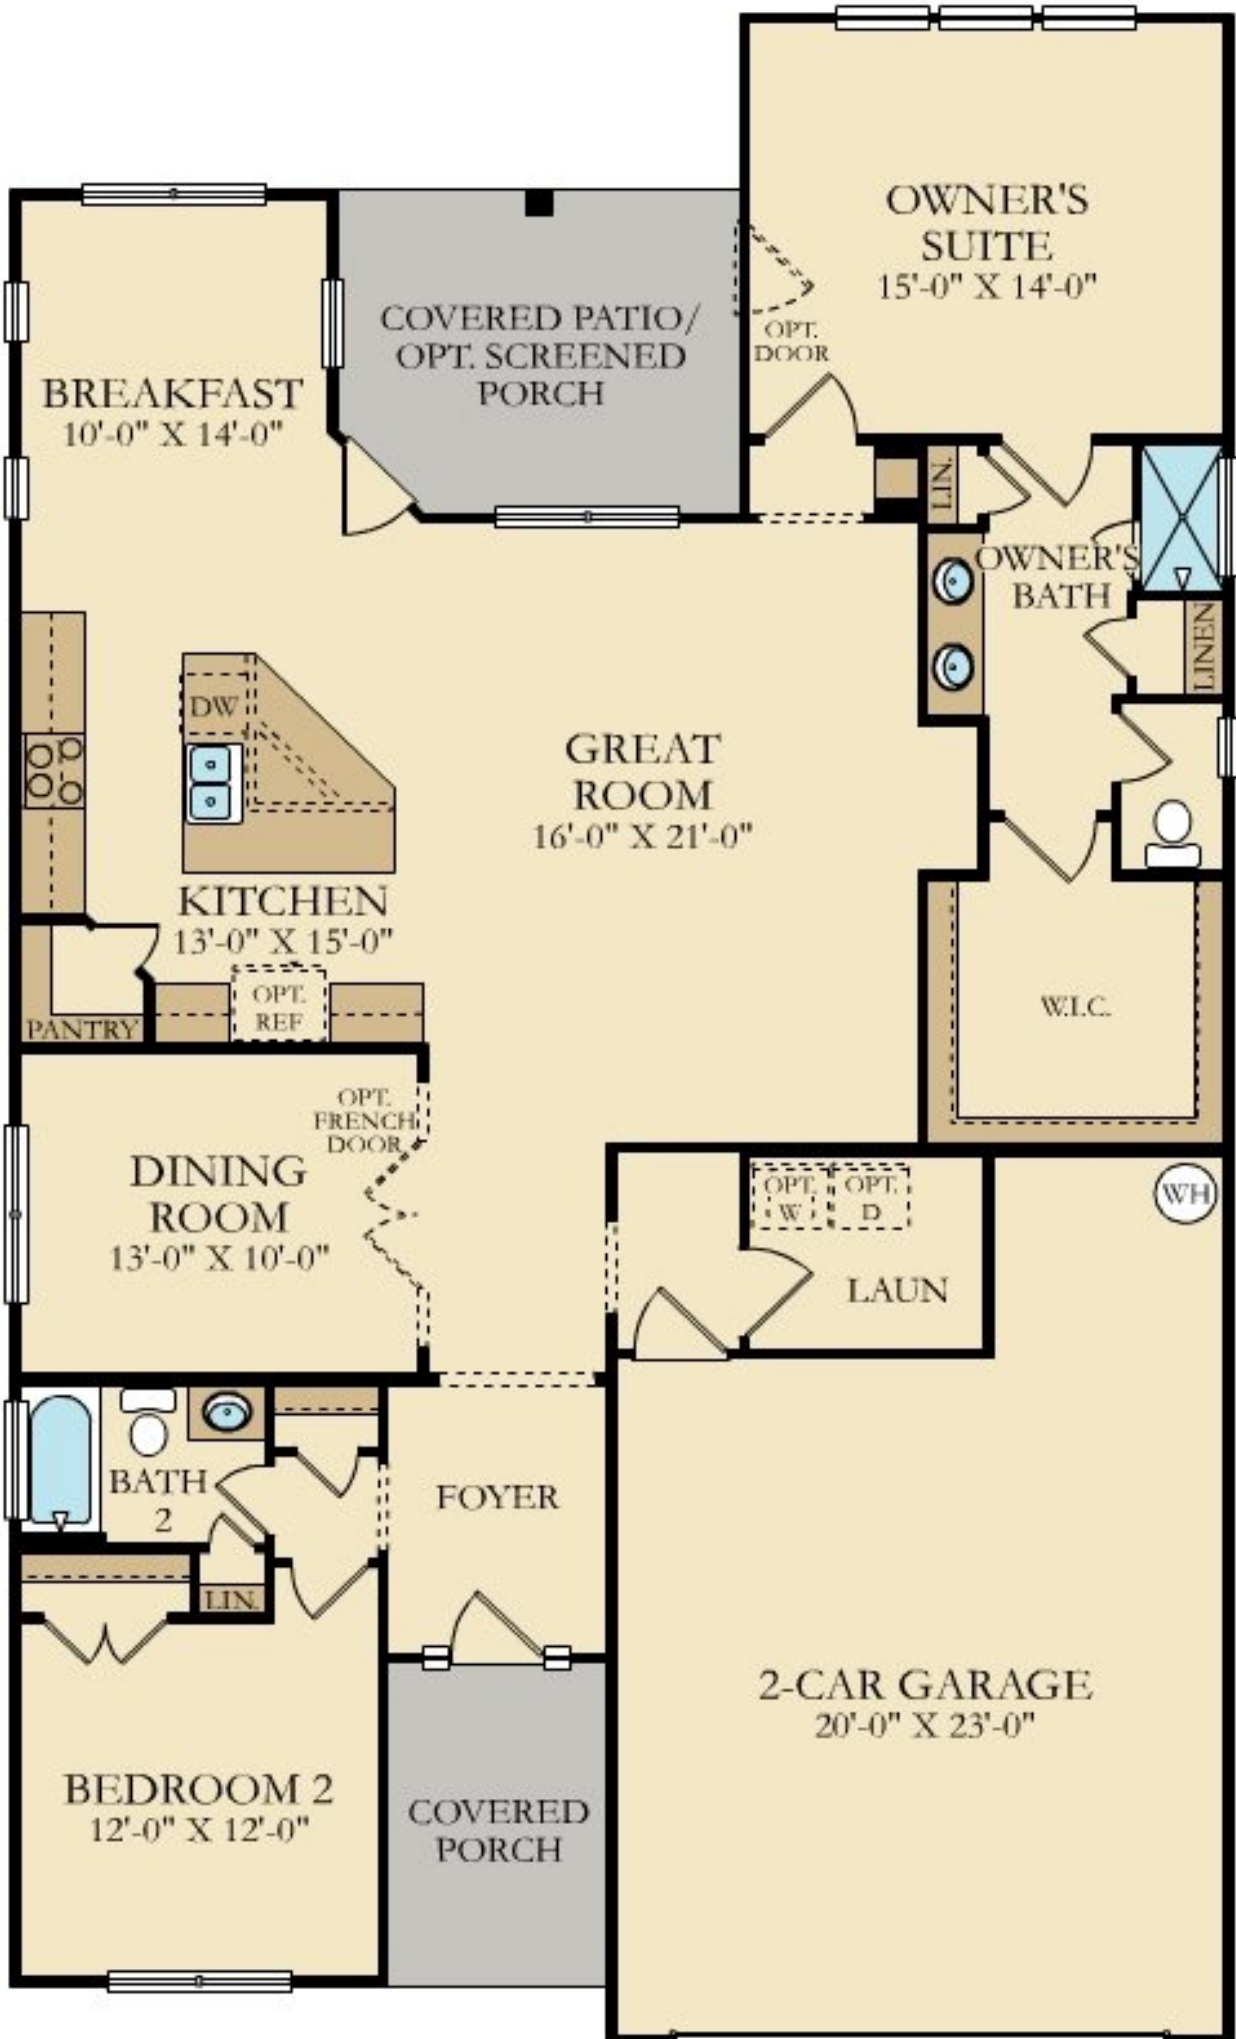 OWNER'S
SUITE
15'-0" X 14'-0"
COVERED PATIO/
OPT. SCREENED
PORCH
OPT.
DOOR
BREAKFAST
10'-0" X 14'-0"
LIN.
OWNER'S
BATH
LINEN
DW
GREAT
ROOM
16'-0" X 21'-0"
KITCHEN
13'-0" X 15'-0"
OPT.
REF
PANTRY
W.I.C.
OPT.
FRENCH
DOOR
DINING
ROOM
13'-0" X 10'-0"
OPT.
W
OPT.
D
WH
LAUN
BATH
2
FOYER
LIN.
2-CAR GARAGE
20'-0" X 23'-0"
BEDROOM 2
12'-0" X 12'-0"
COVERED
PORCH